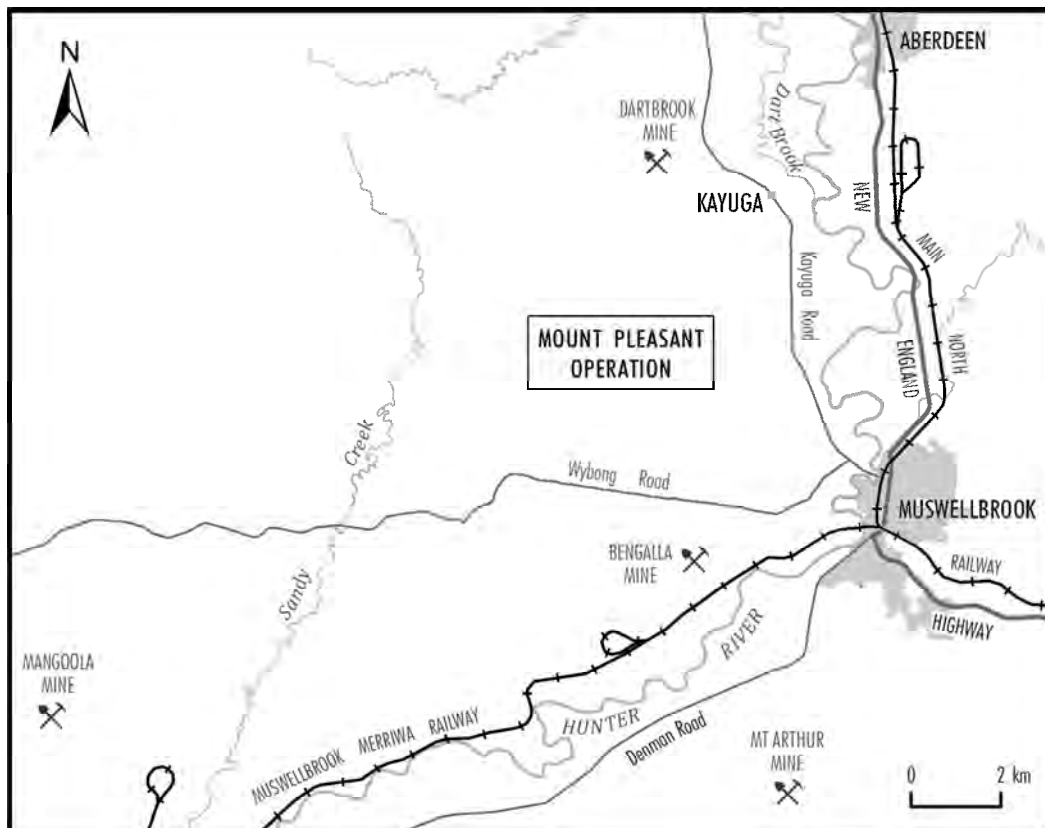 N
ABERDEEN
DARTBROOK
MINE
Dart Brook
KAYUGA
NEW
MAIN
Kayuga Road
MOUNT PLEASANT
OPERATION
ENGLAND
NORTH
Creek
Wybong Road
MUSWELLBROOK
BENGALLA
MINE
RAILWAY
Sandy
HIGHWAY
RIVER
MANGOOLA
MINE
HUNTER
MUSWELLBROOK MERRIWA RAILWAY
Denman Road
MT ARTHUR
MINE
0 2 km